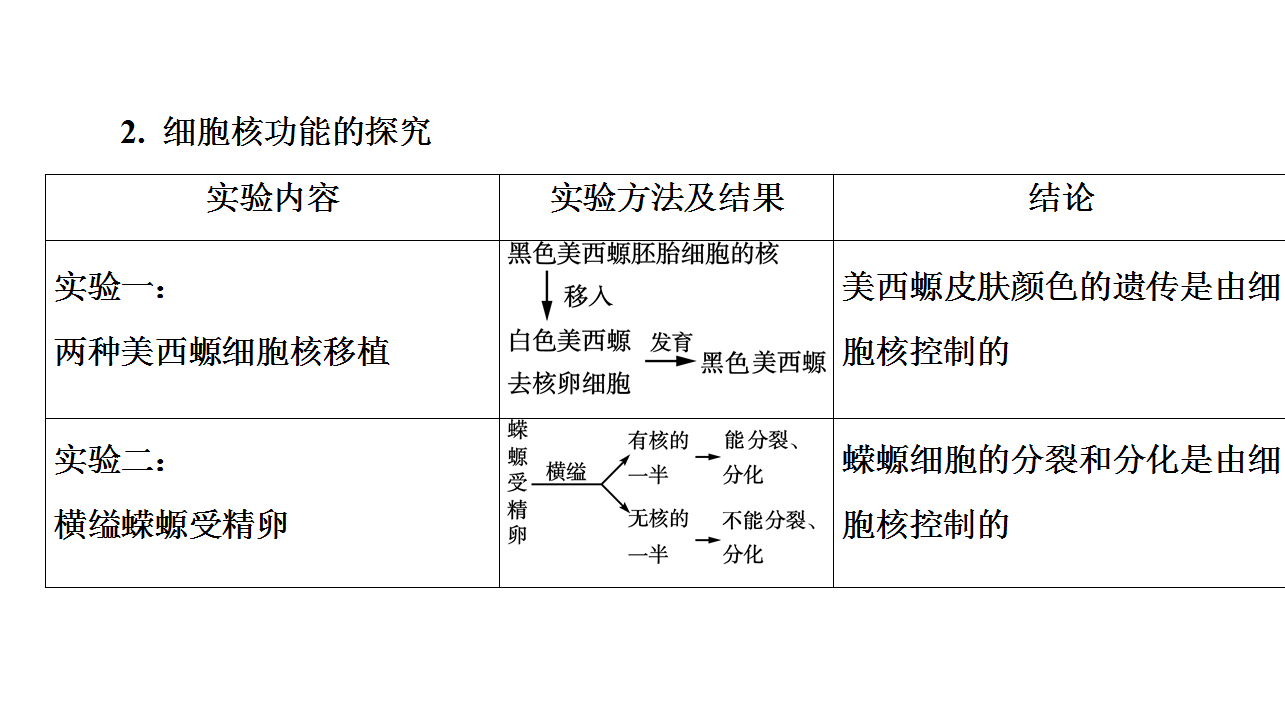 2. 细胞核功能的探究
实验内容
实验方法及结果
结论
实验一：
两种美西螈细胞核移植
黑色美西螈胚胎细胞的核
移入
白色美西螈
去核卵细胞
发育
黑色美西螈
美西螈皮肤颜色的遗传是由细
胞核控制的
实验二：
横缢蝾螈受精卵
蝾
螈
受
精
卵
横缢
有核的
一半
能分裂、
分化
无核的
一半
不能分裂、
分化
蝾螈细胞的分裂和分化是由细
胞核控制的